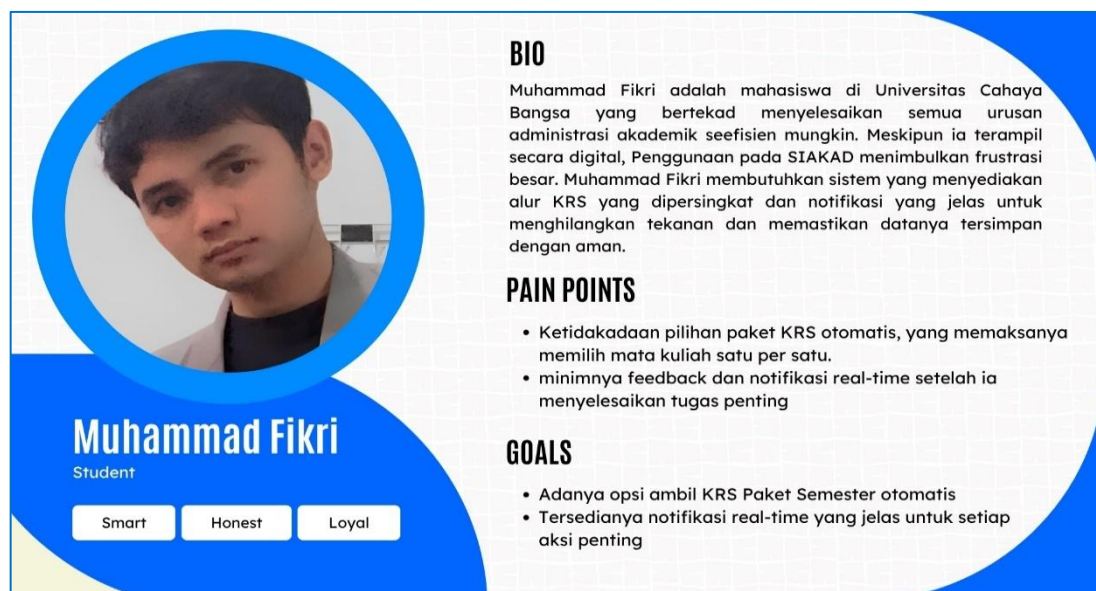 Muhammad Fikri
Student
Smart
Honest
Loyal
BIO
Muhammad Fikri adalah mahasiswa di Universitas Cahaya
Bangsa yang bertekad menyelesaikan semua urusan
administrasi akademik seefisien mungkin. Meskipun ia terampil
secara digital, Penggunaan pada SIAKAD menimbulkan frustrasi
besar. Muhammad Fikri membutuhkan sistem yang menyediakan
alur KRS yang dipersingkat dan notifikasi yang jelas untuk
menghilangkan tekanan dan memastikan datanya tersimpan
dengan aman.
PAIN POINTS
• Ketidakadaan pilihan paket KRS otomatis, yang memaksanya
memilih mata kuliah satu per satu.
• minimnya feedback dan notifikasi real-time setelah ia
menyelesaikan tugas penting
GOALS
• Adanya opsi ambil KRS Paket Semester otomatis
• Tersedianya notifikasi real-time yang jelas untuk setiap
aksi penting